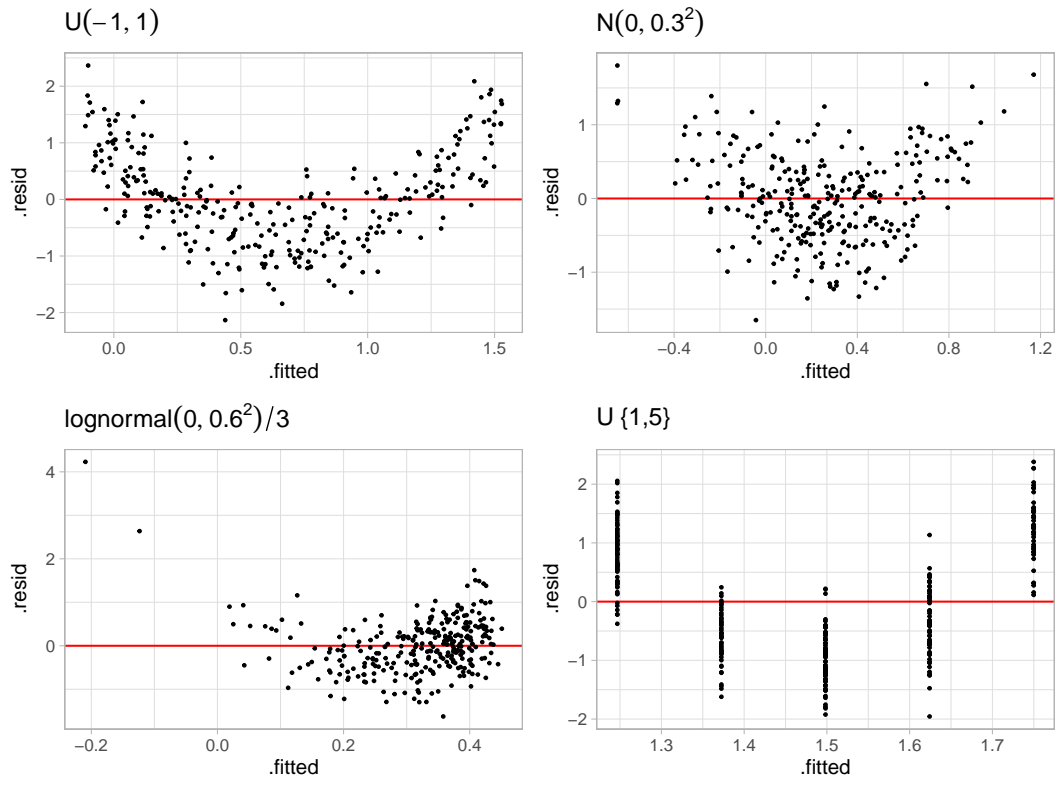 U(−1, 1)
2
1
0
−1
−2
.resid
0.0 0.5 1.0 1.5
.fitted
N(0, 0.3²)
1
0
−1
.resid
−0.4 0.0 0.4 0.8 1.2
.fitted
lognormal(0, 0.6²)/3
4
2
0
.resid
−0.2 0.0 0.2 0.4
.fitted
U {1,5}
2
1
0
−1
−2
.resid
1.3 1.4 1.5 1.6 1.7
.fitted